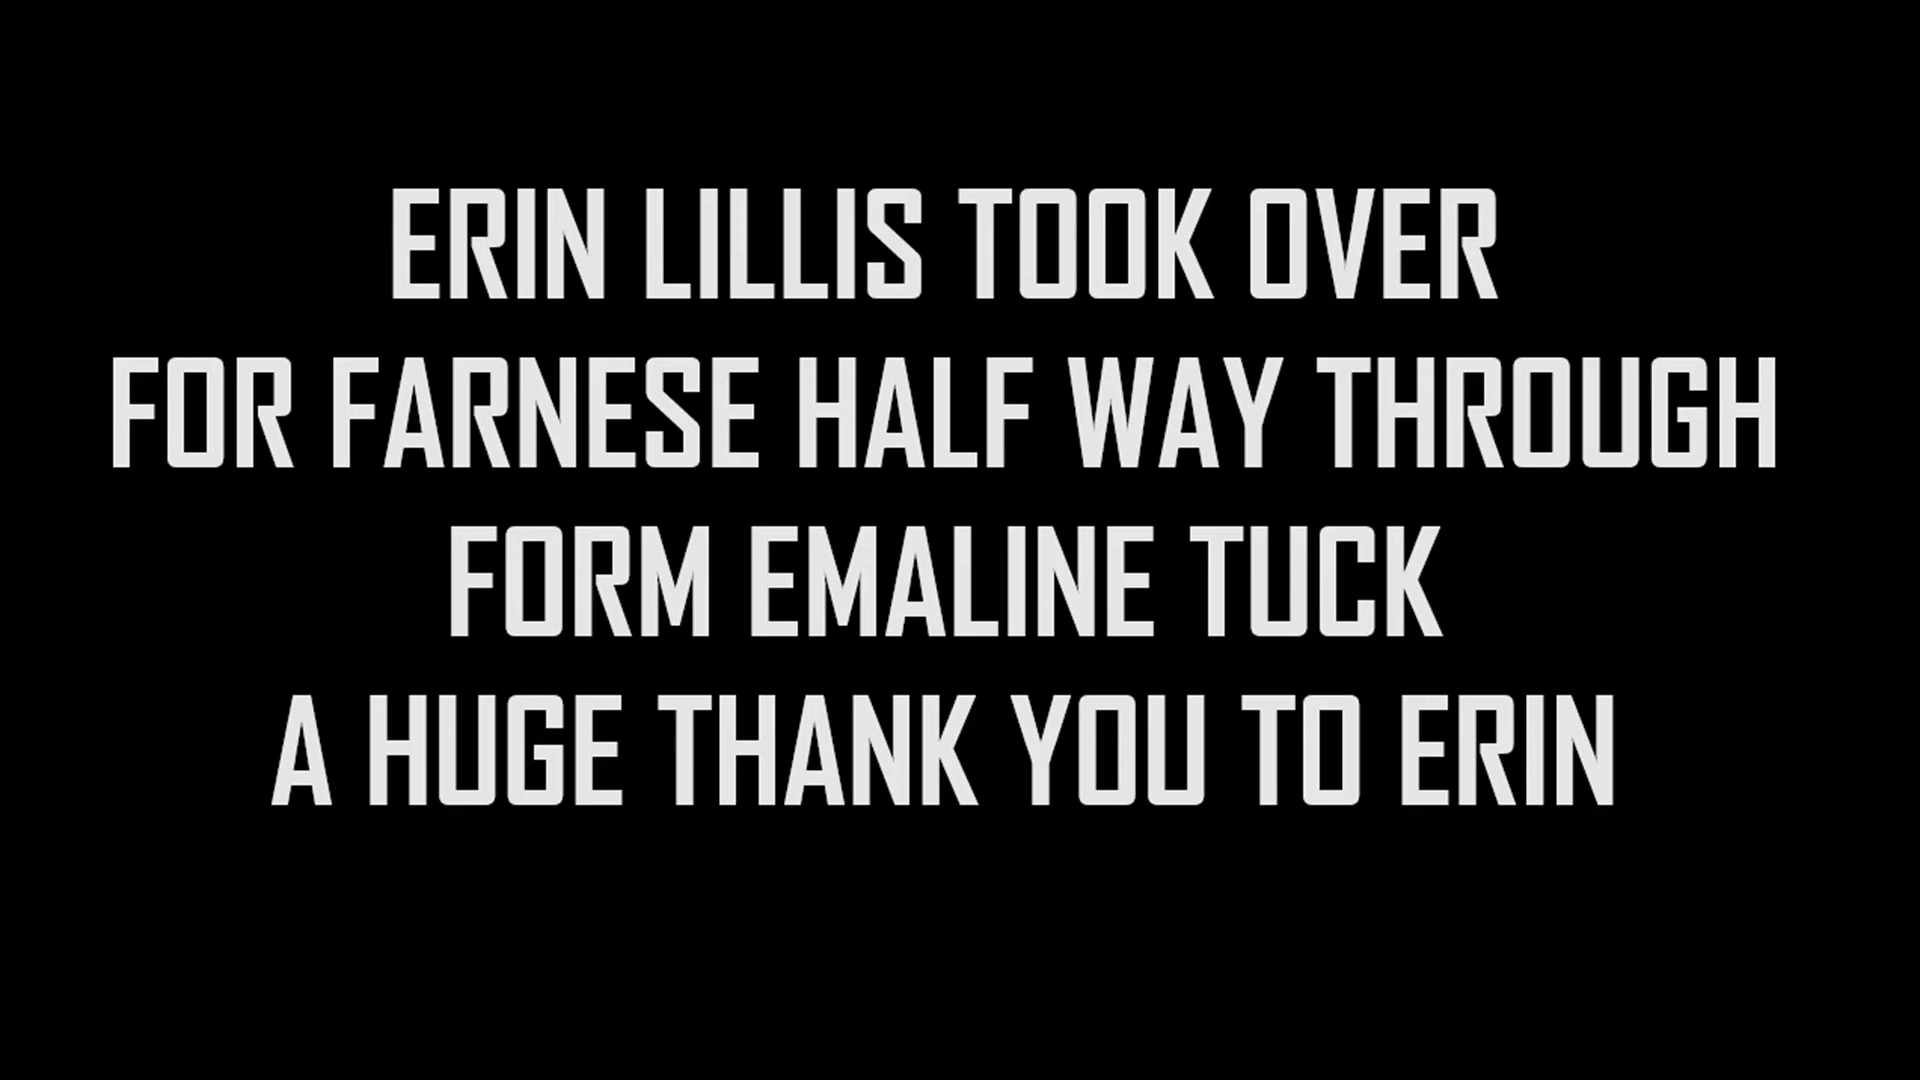 ERIN LILLIS TOOK OVER
FOR FARNESE HALF WAY THROUGH
FORM EMALINE TUCK
A HUGE THANK YOU TO ERIN